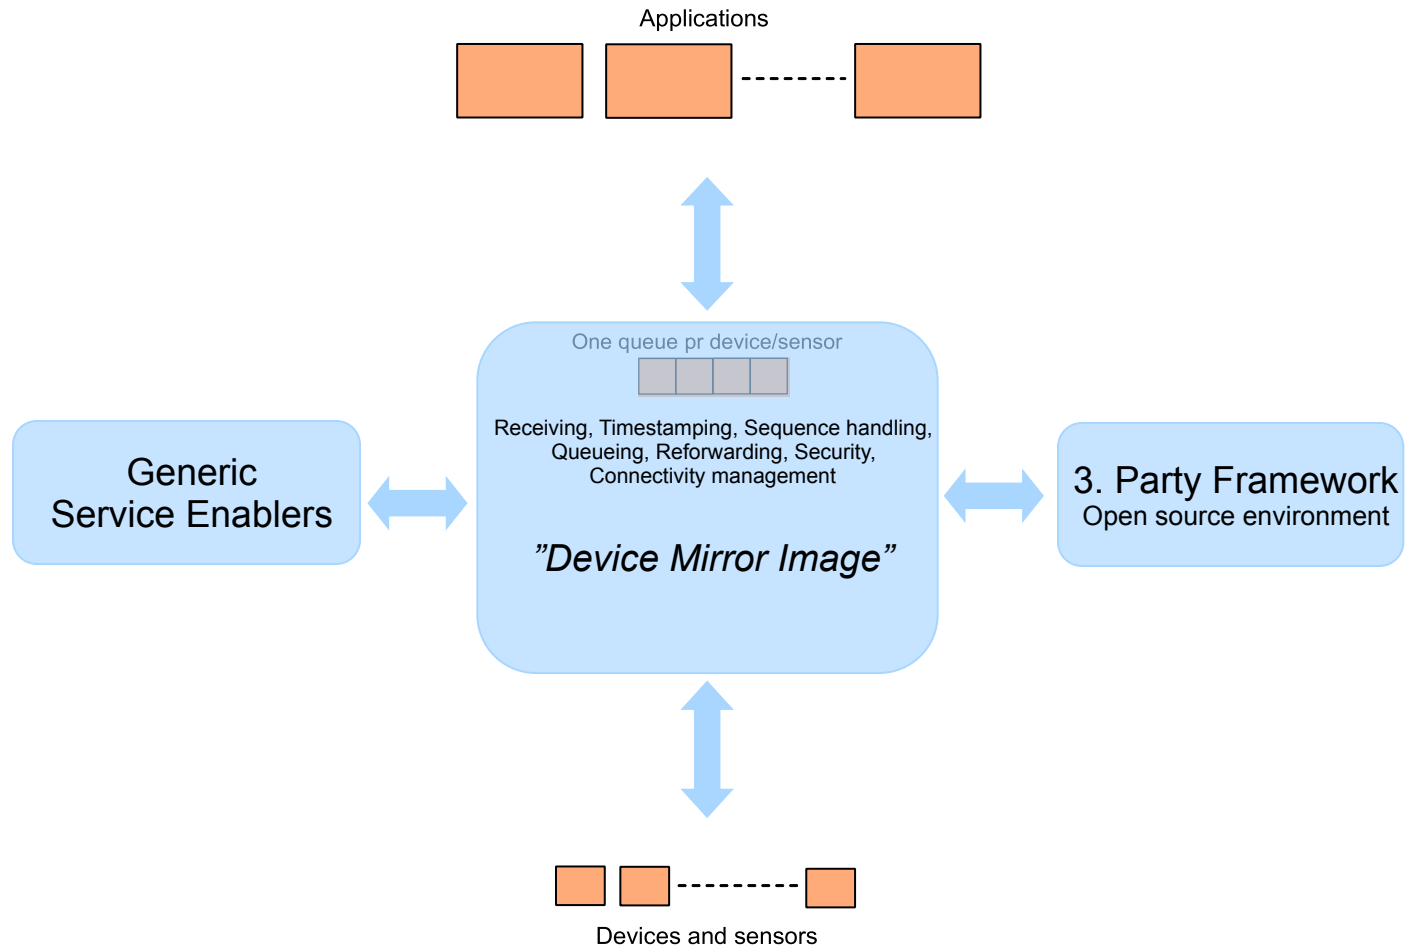 Applications
One queue pr device/sensor
Receiving, Timestamping, Sequence handling,
Queueing, Reforwarding, Security,
Connectivity management
”Device Mirror Image”
Generic
Service Enablers
3. Party Framework
Open source environment
Devices and sensors